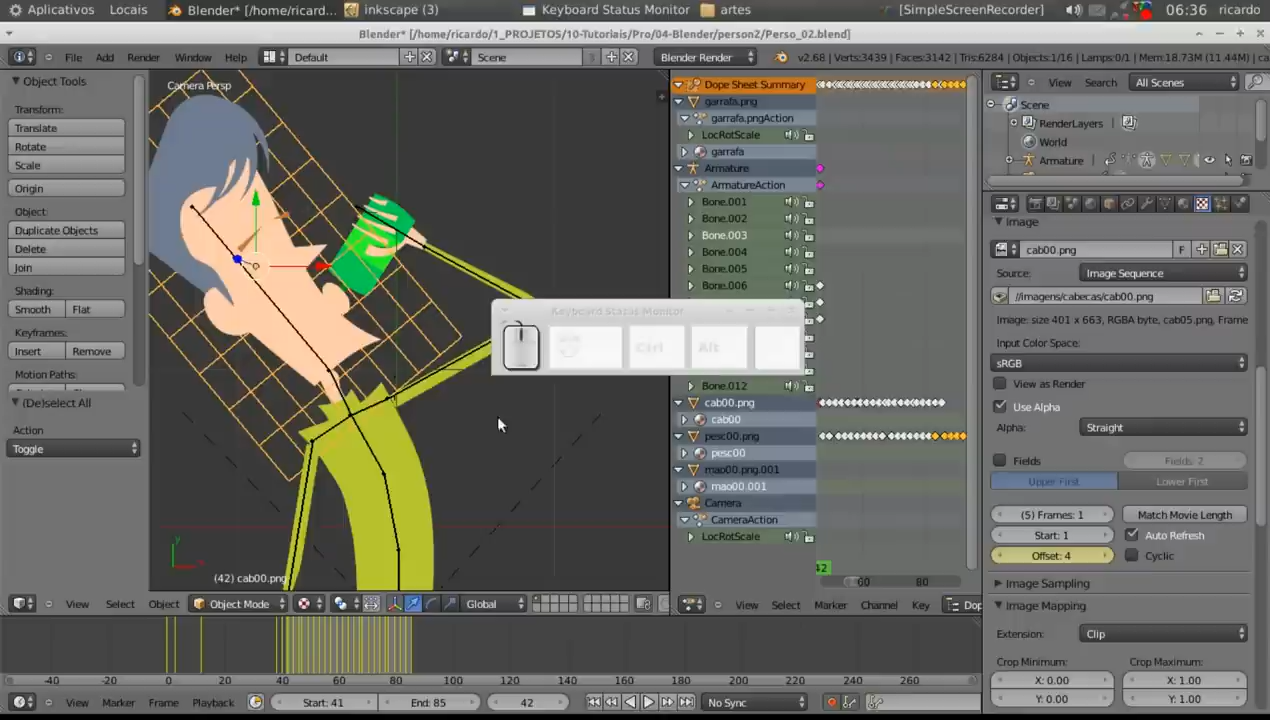 Aplicativos Locais Blender* [/home/ricard... inkscape (3) Keyboard Status Monitor artes [SimpleScreenRecorder] 06:36 ricardo
Blender* [/home/ricardo/1_PROJETOS/10-Tutoriais/Pro/04-Blender/person2/Perso_02.blend]
File Add Render Window Help Default Scene 3 F Blender Render v2.68 | Verts:3439 | Faces:3142 | Tris:6284 | Objects:1/16 | Lamps:0/1 | Mem:18.73M (11.44M) | ca
Object Tools
Transform:
Translate
Rotate
Scale
Origin
Object:
Duplicate Objects
Delete
Join
Shading:
Smooth Flat
Keyframes:
Insert Remove
Motion Paths:
(De)select All
Action
Toggle
Camera Persp
y
(42) cab00.png
View Select Object Object Mode Global
Keyboard Status Monitor
Ctrl Alt
Dope Sheet Summary
garrafa.png
garrafa.pngAction
LocRotScale
garrafa
Armature
ArmatureAction
Bone.001
Bone.002
Bone.003
Bone.004
Bone.005
Bone.006
Bone.012
cab00.png
cab00
pesc00.png
pesc00
mao00.png.001
mao00.001
Camera
CameraAction
LocRotScale
42 60 80
View Select Marker Channel Key Dop
View Search All Scenes
Scene
RenderLayers
World
Armature
Image
cab00.png F
Source: Image Sequence
//imagens/cabecas/cab00.png
Image: size 401 x 663, RGBA byte, cab05.png, Frame
Input Color Space:
sRGB
View as Render
Use Alpha
Alpha: Straight
Fields Fields: 2
Upper First Lower First
(5) Frames: 1 Match Movie Length
Start: 1 Auto Refresh
Offset: 4 Cyclic
Image Sampling
Image Mapping
Extension: Clip
Crop Minimum: Crop Maximum:
X: 0.00 X: 1.00
Y: 0.00 Y: 1.00
-40 -20 0 20 40 60 80 100 120 140 160 180 200 220 240 260
View Marker Frame Playback Start: 41 End: 85 42 No Sync